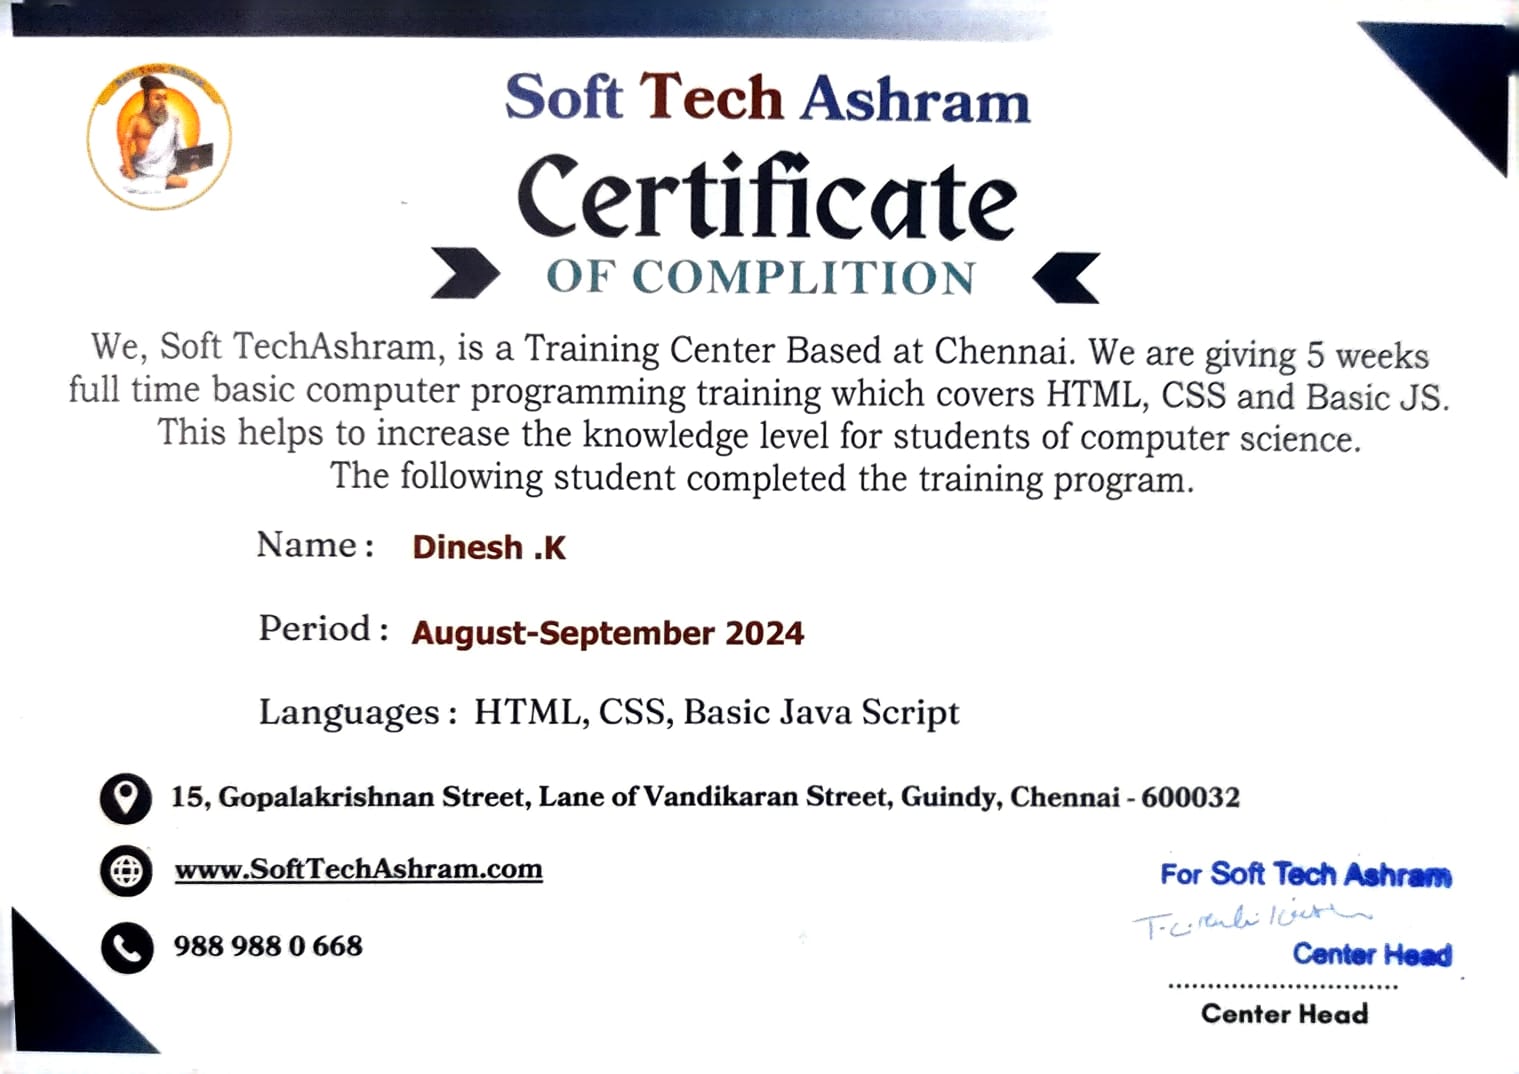 Soft Tech Ashram
Certificate
OF COMPLITION
We, Soft TechAshram, is a Training Center Based at Chennai. We are giving 5 weeks
full time basic computer programming training which covers HTML, CSS and Basic JS.
This helps to increase the knowledge level for students of computer science.
The following student completed the training program.
Name : Dinesh .K
Period : August-September 2024
Languages : HTML, CSS, Basic Java Script
15, Gopalakrishnan Street, Lane of Vandikaran Street, Guindy, Chennai - 600032
www.SoftTechAshram.com
988 988 0 668
For Soft Tech Ashram
Center Head
Center Head